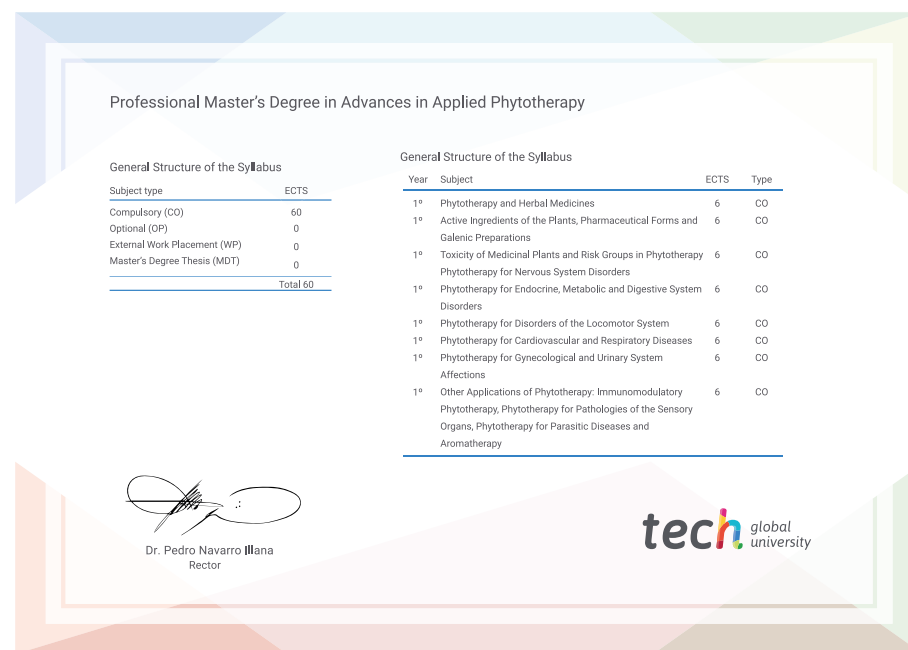 Professional Master's Degree in Advances in Applied Phytotherapy
General Structure of the Syllabus
Subject type ECTS
Compulsory (CO) 60
Optional (OP) 0
External Work Placement (WP) 0
Master's Degree Thesis (MDT) 0
Total 60
General Structure of the Syllabus
Year Subject ECTS Type
1º Phytotherapy and Herbal Medicines 6 CO
1º Active Ingredients of the Plants, Pharmaceutical Forms and 6 CO
Galenic Preparations
1º Toxicity of Medicinal Plants and Risk Groups in Phytotherapy 6 CO
Phytotherapy for Nervous System Disorders
1º Phytotherapy for Endocrine, Metabolic and Digestive System 6 CO
Disorders
1º Phytotherapy for Disorders of the Locomotor System 6 CO
1º Phytotherapy for Cardiovascular and Respiratory Diseases 6 CO
1º Phytotherapy for Gynecological and Urinary System 6 CO
Affections
1º Other Applications of Phytotherapy: Immunomodulatory 6 CO
Phytotherapy, Phytotherapy for Pathologies of the Sensory
Organs, Phytotherapy for Parasitic Diseases and
Aromatherapy
Dr. Pedro Navarro Illana
Rector
tech global
university